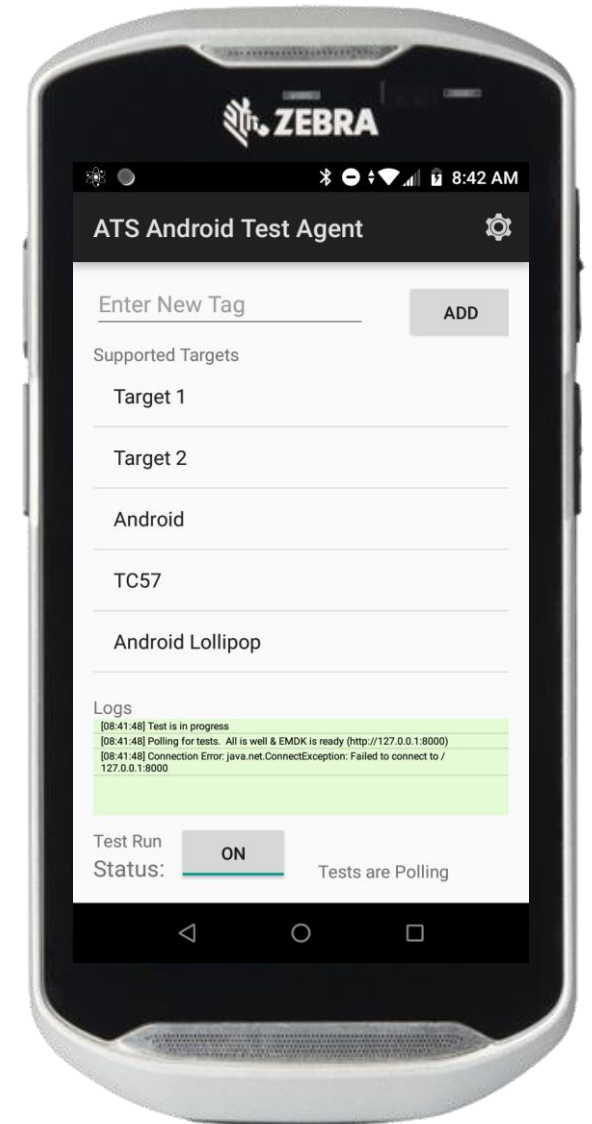 ZEBRA
8:42 AM
ATS Android Test Agent
Enter New Tag
ADD
Supported Targets
Target 1
Target 2
Android
TC57
Android Lollipop
Logs
[08:41:48] Test is in progress
[08:41:48] Polling for tests.  All is well & EMDK is ready (http://127.0.0.1:8000)
[08:41:48] Connection Error: java.net.ConnectException: Failed to connect to /
127.0.0.1:8000
Test Run
Status:
ON
Tests are Polling